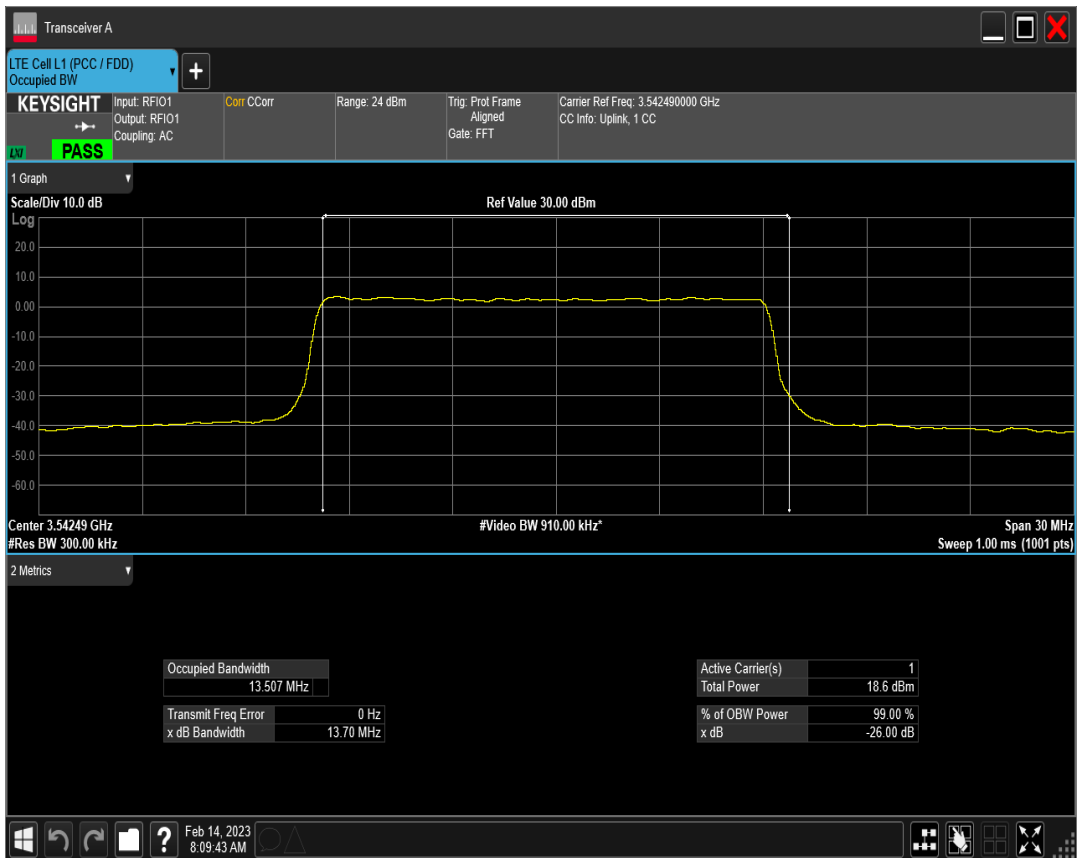 Transceiver A
LTE Cell L1 (PCC / FDD)
Occupied BW
KEYSIGHT
LXI
PASS
Input: RFIO1
Output: RFIO1
Coupling: AC
Corr CCorr
Range: 24 dBm
Trig: Prot Frame
Aligned
Gate: FFT
Carrier Ref Freq: 3.542490000 GHz
CC Info: Uplink, 1 CC
1 Graph
Scale/Div 10.0 dB
Ref Value 30.00 dBm
Log
20.0
10.0
0.00
-10.0
-20.0
-30.0
-40.0
-50.0
-60.0
Center 3.54249 GHz
#Video BW 910.00 kHz*
Span 30 MHz
#Res BW 300.00 kHz
Sweep 1.00 ms (1001 pts)
2 Metrics
Occupied Bandwidth
13.507 MHz
Transmit Freq Error 0 Hz
x dB Bandwidth 13.70 MHz
Active Carrier(s) 1
Total Power 18.6 dBm
% of OBW Power 99.00 %
x dB -26.00 dB
Feb 14, 2023
8:09:43 AM